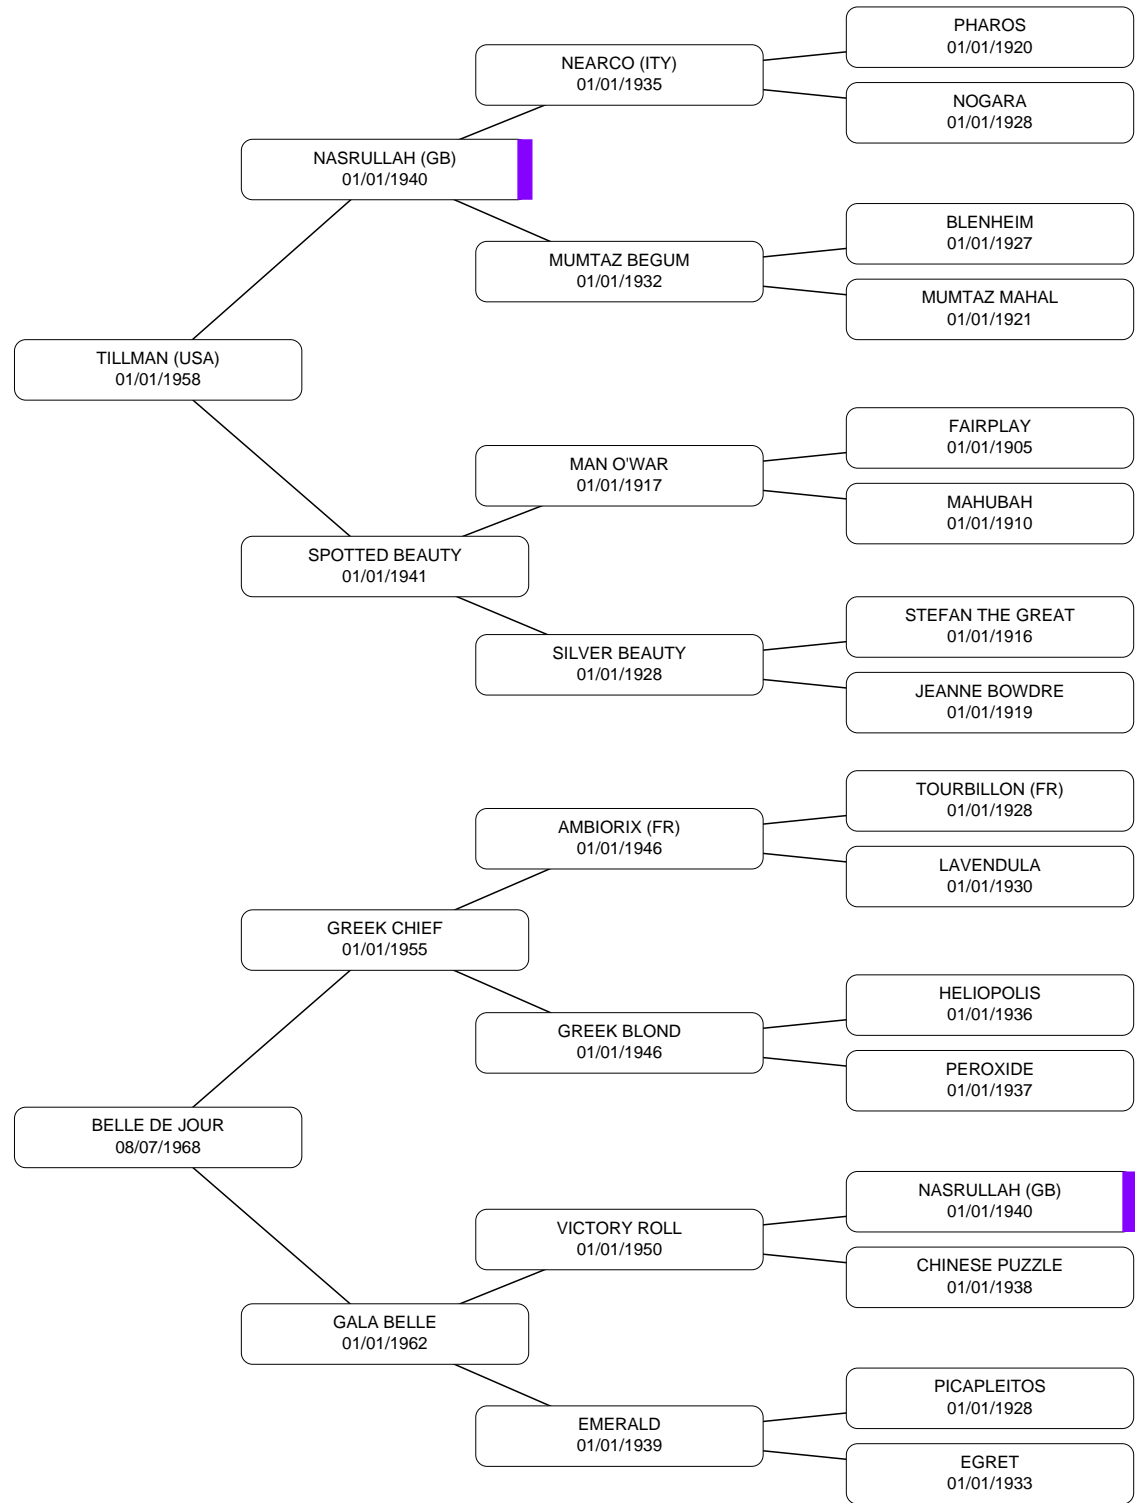 PHAROS
01/01/1920
NEARCO (ITY)
01/01/1935
NOGARA
01/01/1928
NASRULLAH (GB)
01/01/1940
BLENHEIM
01/01/1927
MUMTAZ BEGUM
01/01/1932
MUMTAZ MAHAL
01/01/1921
TILLMAN (USA)
01/01/1958
FAIRPLAY
01/01/1905
MAN O'WAR
01/01/1917
MAHUBAH
01/01/1910
SPOTTED BEAUTY
01/01/1941
STEFAN THE GREAT
01/01/1916
SILVER BEAUTY
01/01/1928
JEANNE BOWDRE
01/01/1919
TOURBILLON (FR)
01/01/1928
AMBIORIX (FR)
01/01/1946
LAVENDULA
01/01/1930
GREEK CHIEF
01/01/1955
HELIOPOLIS
01/01/1936
GREEK BLOND
01/01/1946
PEROXIDE
01/01/1937
BELLE DE JOUR
08/07/1968
NASRULLAH (GB)
01/01/1940
VICTORY ROLL
01/01/1950
CHINESE PUZZLE
01/01/1938
GALA BELLE
01/01/1962
PICAPLEITOS
01/01/1928
EMERALD
01/01/1939
EGRET
01/01/1933